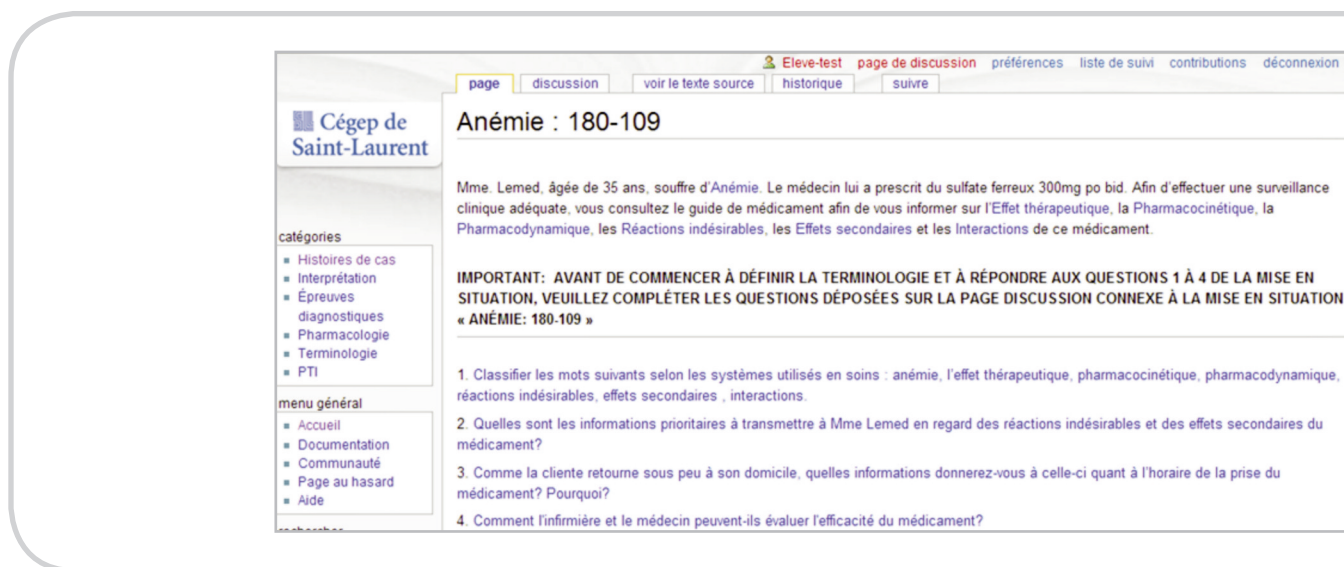 Eleve-test page de discussion préférences liste de suivi contributions déconnexion
page discussion voir le texte source historique suivre
Cégep de
Saint-Laurent
Anémie : 180-109
Mme. Lemed, âgée de 35 ans, souffre d'Anémie. Le médecin lui a prescrit du sulfate ferreux 300mg po bid. Afin d'effectuer une surveillance
clinique adéquate, vous consultez le guide de médicament afin de vous informer sur l'Effet thérapeutique, la Pharmacocinétique, la
Pharmacodynamique, les Réactions indésirables, les Effets secondaires et les Interactions de ce médicament.
IMPORTANT: AVANT DE COMMENCER À DÉFINIR LA TERMINOLOGIE ET À RÉPONDRE AUX QUESTIONS 1 À 4 DE LA MISE EN
SITUATION, VEUILLEZ COMPLÉTER LES QUESTIONS DÉPOSÉES SUR LA PAGE DISCUSSION CONNEXE À LA MISE EN SITUATION
« ANÉMIE: 180-109 »
1. Classifier les mots suivants selon les systèmes utilisés en soins : anémie, l'effet thérapeutique, pharmacocinétique, pharmacodynamique,
réactions indésirables, effets secondaires , interactions.
2. Quelles sont les informations prioritaires à transmettre à Mme Lemed en regard des réactions indésirables et des effets secondaires du
médicament?
3. Comme la cliente retourne sous peu à son domicile, quelles informations donnerez-vous à celle-ci quant à l'horaire de la prise du
médicament? Pourquoi?
4. Comment l'infirmière et le médecin peuvent-ils évaluer l'efficacité du médicament?
catégories
Histoires de cas
Interprétation
Épreuves
diagnostiques
Pharmacologie
Terminologie
PTI
menu général
Accueil
Documentation
Communauté
Page au hasard
Aide